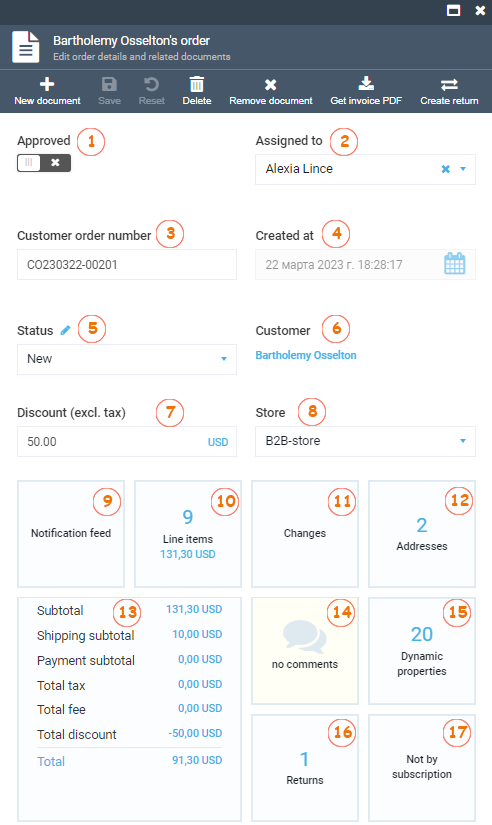 Bartholemy Osselton's order
Edit order details and related documents
New document Save Reset Delete Remove document Get invoice PDF Create return
Approved 1 Assigned to 2
Alexia Lince
Customer order number 3 Created at 4
CO230322-00201 22 марта 2023 г. 18:28:17
Status 5 Customer 6
New Bartholemy Osselton
Discount (excl. tax) 7 Store 8
50.00 USD B2B-store
9 10 11 12
Notification feed 9 Line items 131,30 USD Changes 2 Addresses
13 14 15
Subtotal 131,30 USD
Shipping subtotal 10,00 USD
Payment subtotal 0,00 USD
Total tax 0,00 USD
Total fee 0,00 USD
Total discount -50,00 USD
Total 91,30 USD
no comments
20
Dynamic
properties
16 17
1
Returns
Not by
subscription